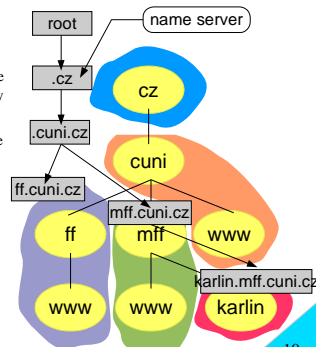 root
name server
e
.cz
y
cz
.cuni.cz
e
cuni
ff.cuni.cz
mff.cuni.cz
ff
mff
www
karlin.mff.cuni.cz
www
www
karlin